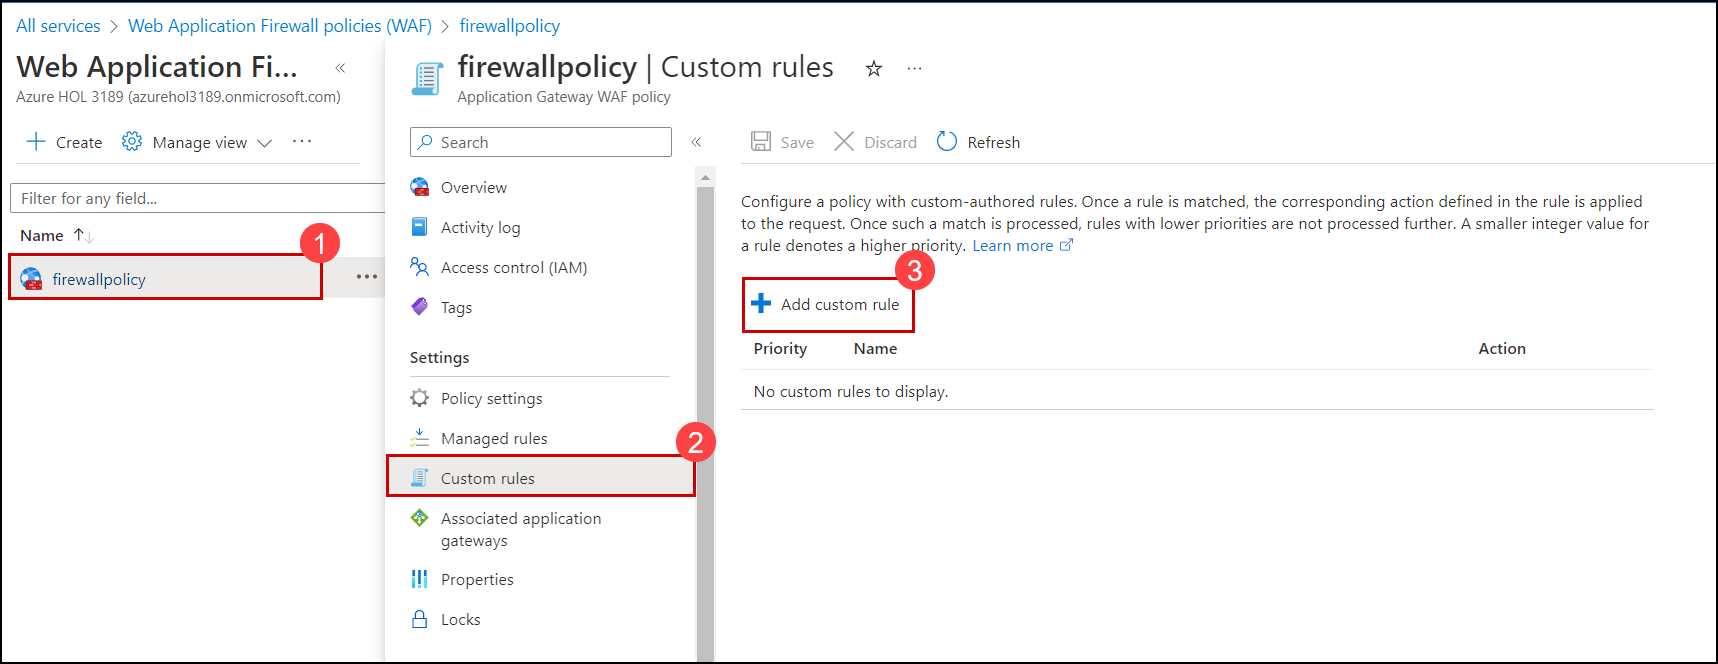 All services > Web Application Firewall policies (WAF) > firewallpolicy
Web Application Fi...
Azure HOL 3189 (azurehol3189.onmicrosoft.com)
Create
Manage view
Filter for any field...
Name
1
firewallpolicy
firewallpolicy | Custom rules
Application Gateway WAF policy
Search
Overview
Activity log
Access control (IAM)
Tags
Settings
Policy settings
Managed rules
2
Custom rules
Associated application
gateways
Properties
Locks
Save
Discard
Refresh
Configure a policy with custom-authored rules. Once a rule is matched, the corresponding action defined in the rule is applied
to the request. Once such a match is processed, rules with lower priorities are not processed further. A smaller integer value for
a rule denotes a higher priority. Learn more
3
Add custom rule
Priority Name Action
No custom rules to display.